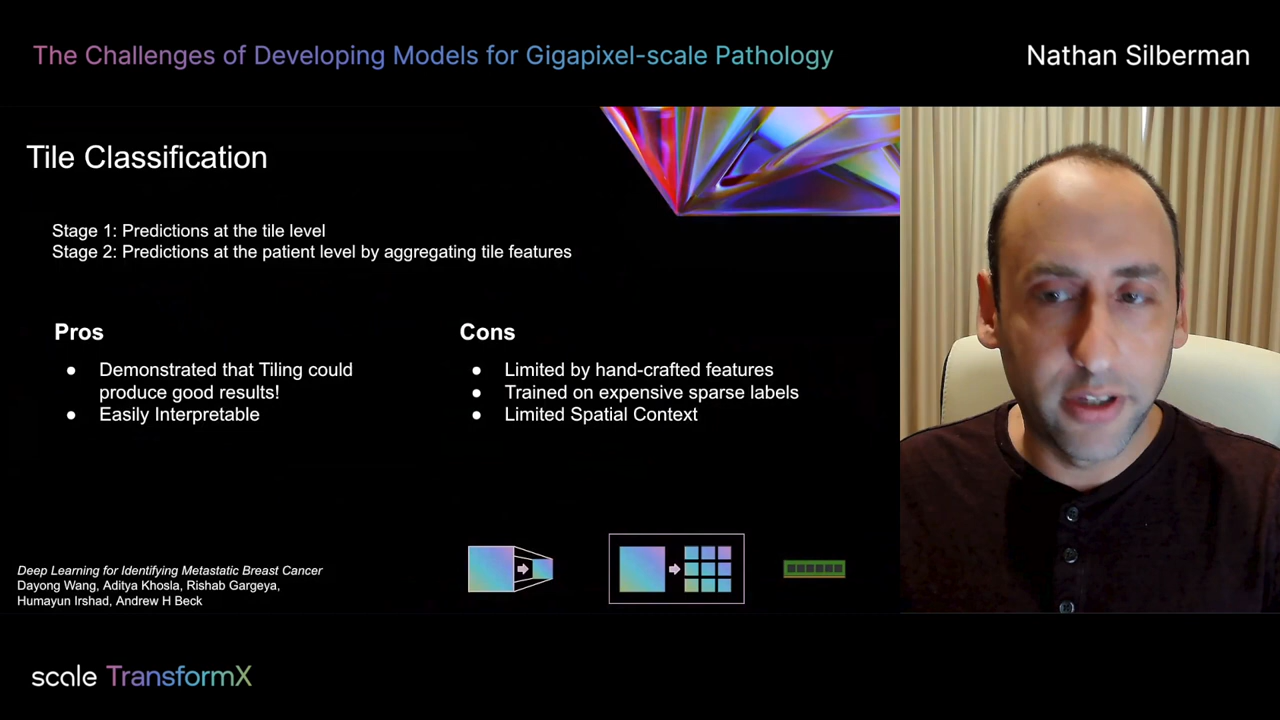 The Challenges of Developing Models for Gigapixel-scale Pathology
Nathan Silberman
Tile Classification
Stage 1: Predictions at the tile level
Stage 2: Predictions at the patient level by aggregating tile features
Pros
● Demonstrated that Tiling could
produce good results!
● Easily Interpretable
Cons
● Limited by hand-crafted features
● Trained on expensive sparse labels
● Limited Spatial Context
Deep Learning for Identifying Metastatic Breast Cancer
Dayong Wang, Aditya Khosla, Rishab Gargeya,
Humayun Irshad, Andrew H Beck
scale TransformX